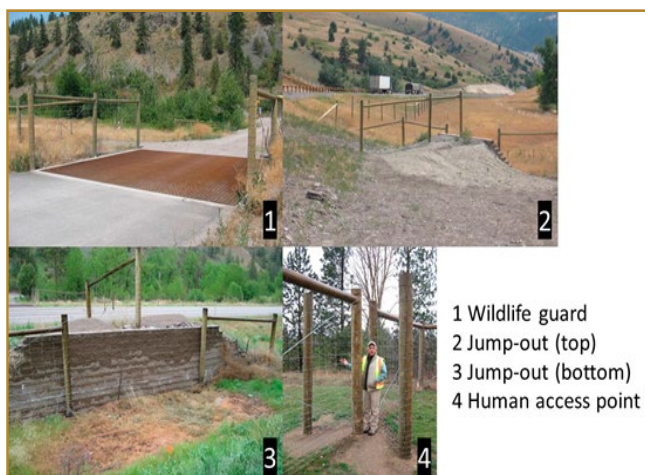 1
2
3
4
1 Wildlife guard
2 Jump-out (top)
3 Jump-out (bottom)
4 Human access point